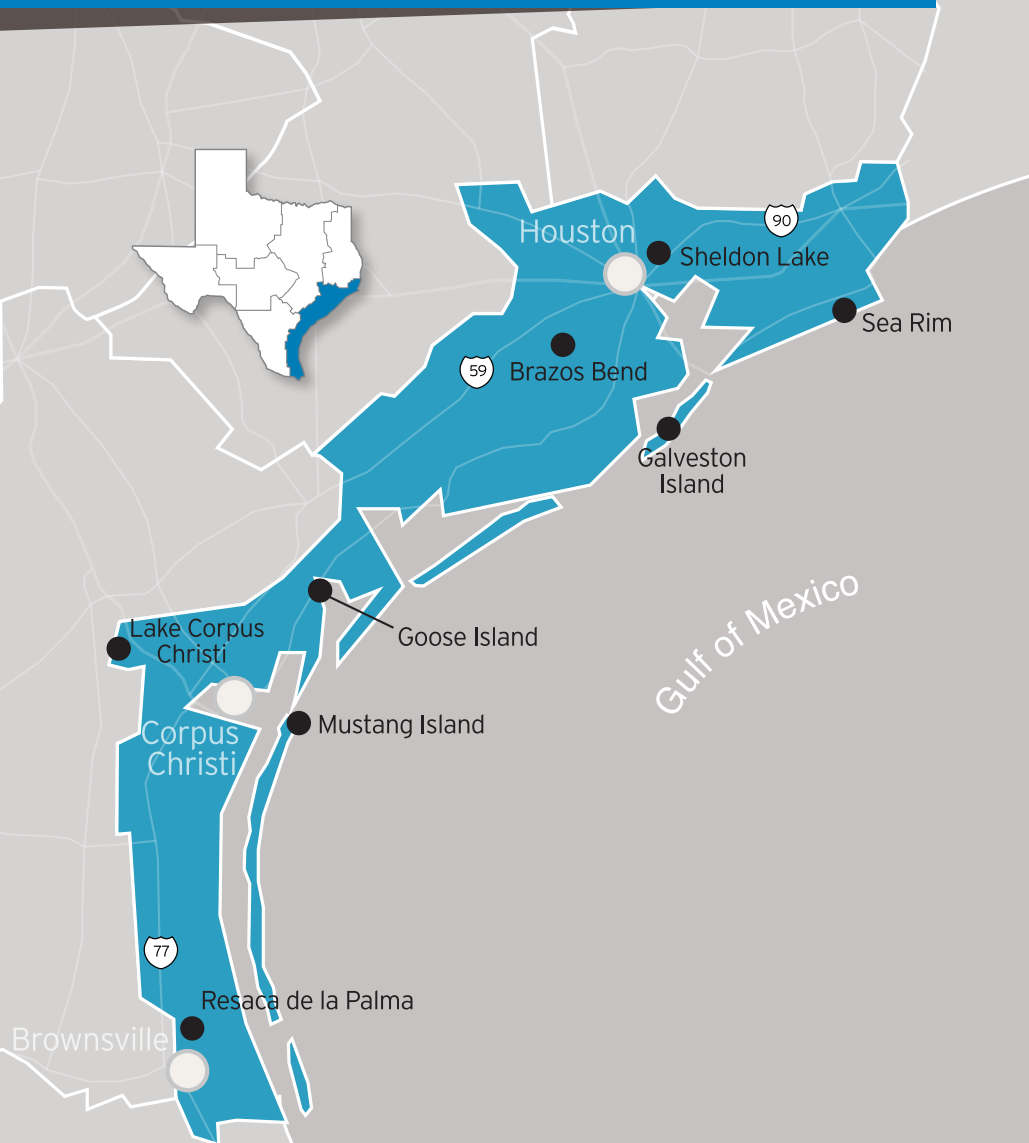 90
Houston
Sheldon Lake
Sea Rim
59
Brazos Bend
Galveston
Island
Gulf of Mexico
Goose Island
Lake Corpus
Christi
Mustang Island
Corpus
Christi
77
Resaca de la Palma
Brownsville